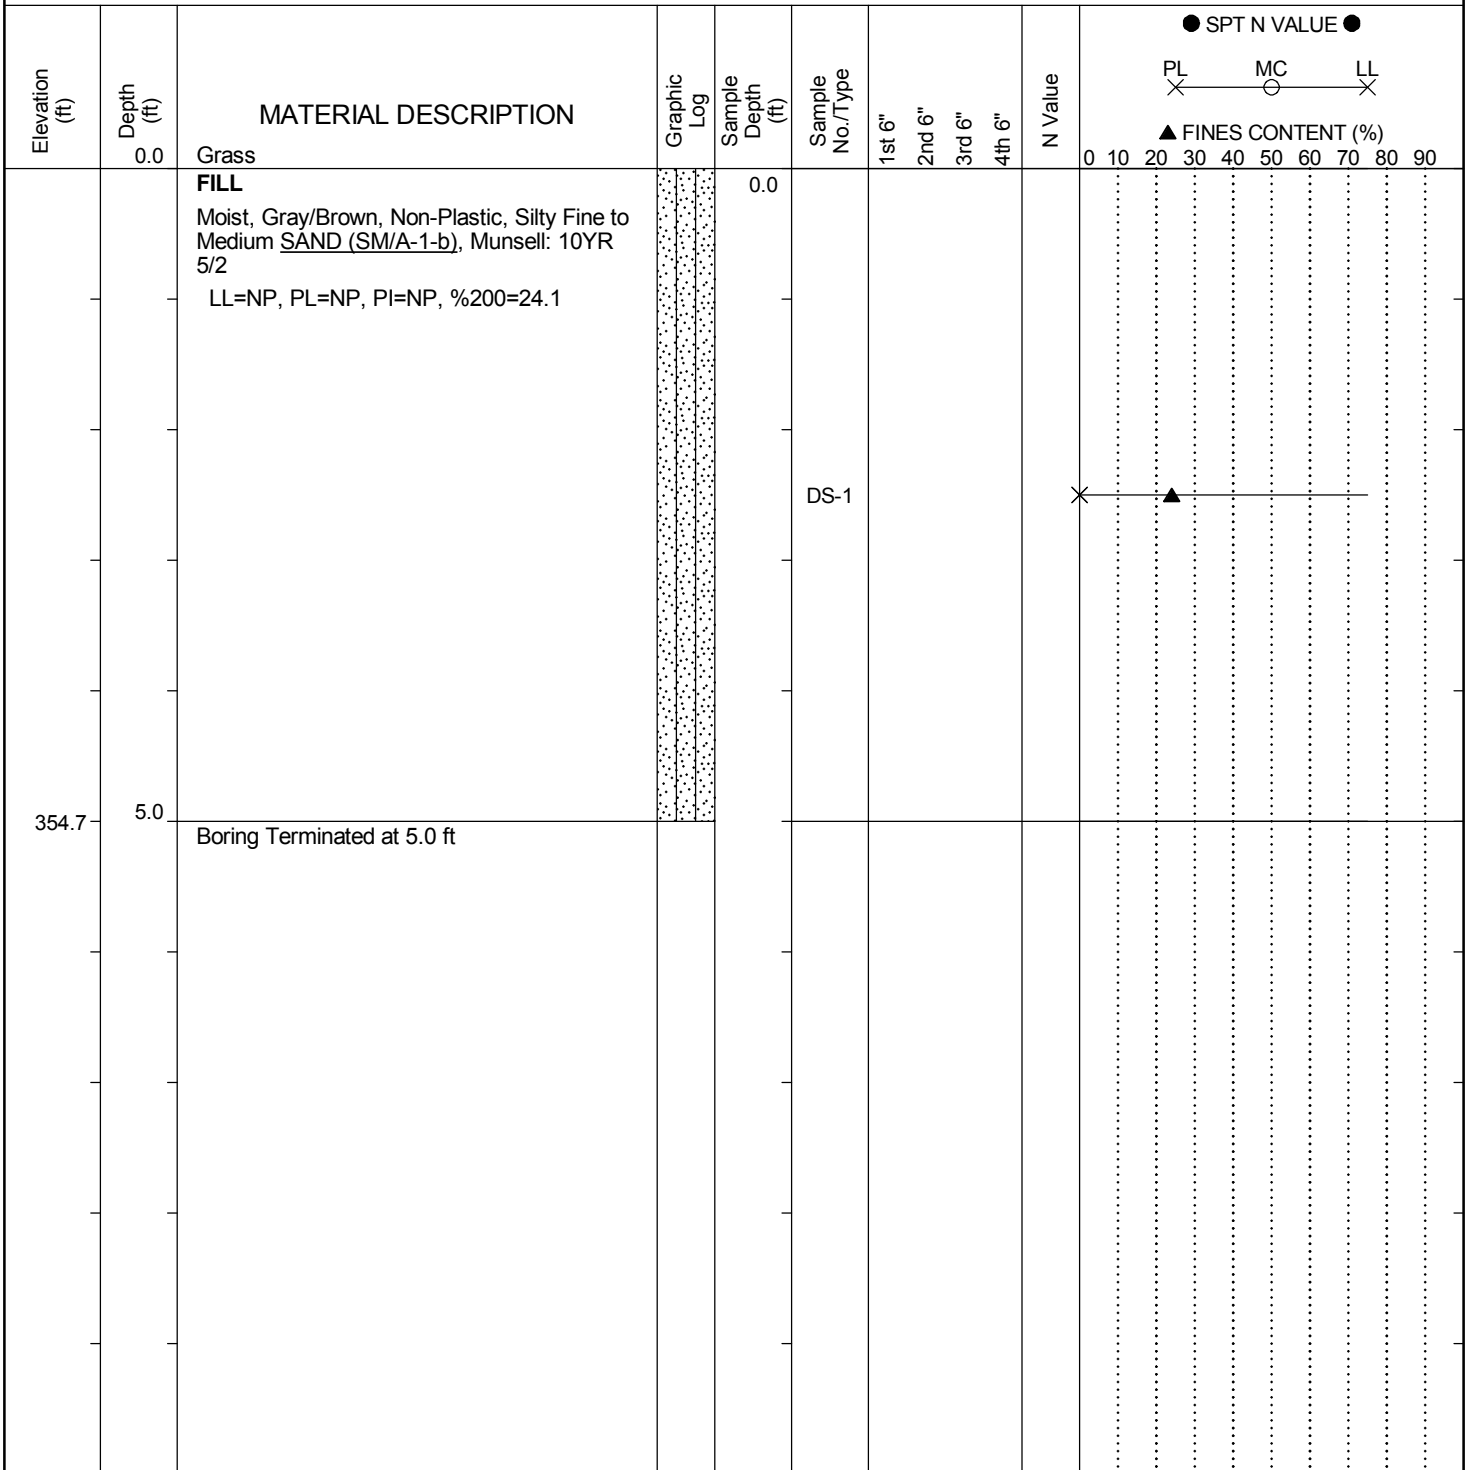 ● SPT N VALUE ●
PL MC LL
▲ FINES CONTENT (%)
0 10 20 30 40 50 60 70 80 90
Elevation
(ft)
Depth
(ft)
0.0
MATERIAL DESCRIPTION
Grass
Graphic
Log
Sample
Depth
(ft)
Sample
No./Type
1st 6"
2nd 6"
3rd 6"
4th 6"
N Value
FILL
0.0
Moist, Gray/Brown, Non-Plastic, Silty Fine to
Medium SAND (SM/A-1-b), Munsell: 10YR
5/2
LL=NP, PL=NP, PI=NP, %200=24.1
DS-1
354.7
5.0
Boring Terminated at 5.0 ft